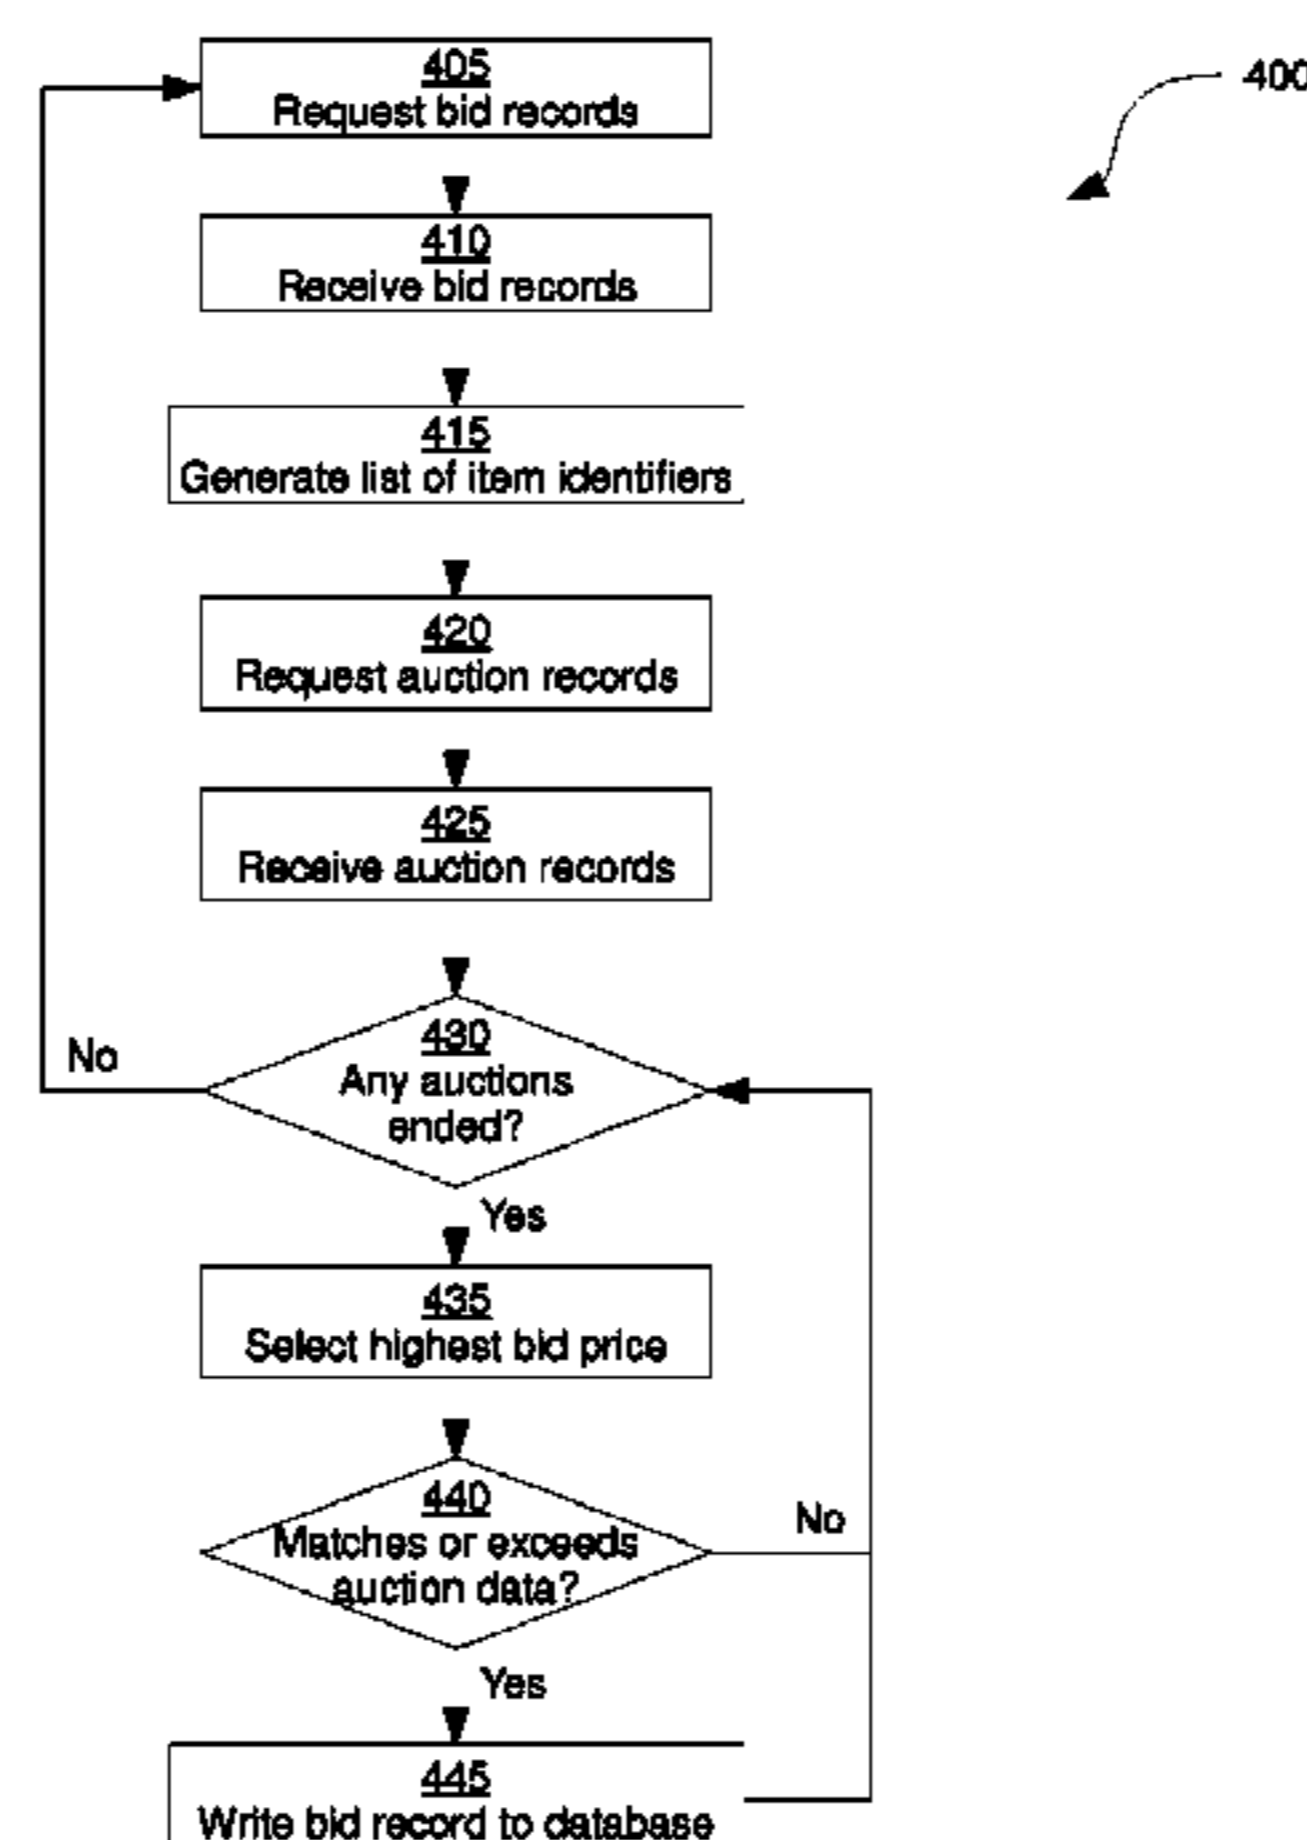 405
Request bid records
400
410
Receive bid records
415
Generate list of item identifiers
420
Request auction records
425
Receive auction records
430
No
Any auctions
ended?
Yes
435
Select highest bid price
440
No
Matches or exceeds
auction data?
Yes
445
Write bid record to database